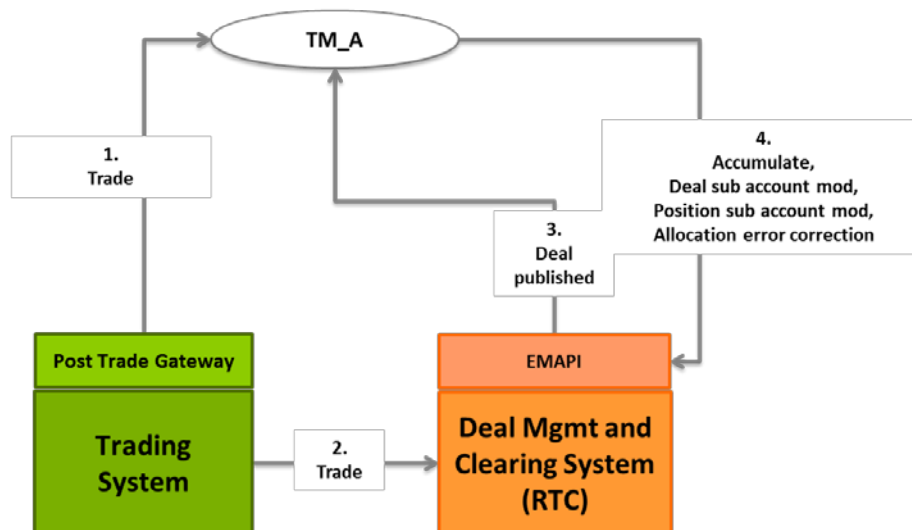 TM_A
1.
Trade
4.
Accumulate,
Deal sub account mod,
Position sub account mod,
Allocation error correction
3.
Deal
published
Post Trade Gateway
EMAPI
Trading
System
2.
Trade
Deal Mgmt and
Clearing System
(RTC)